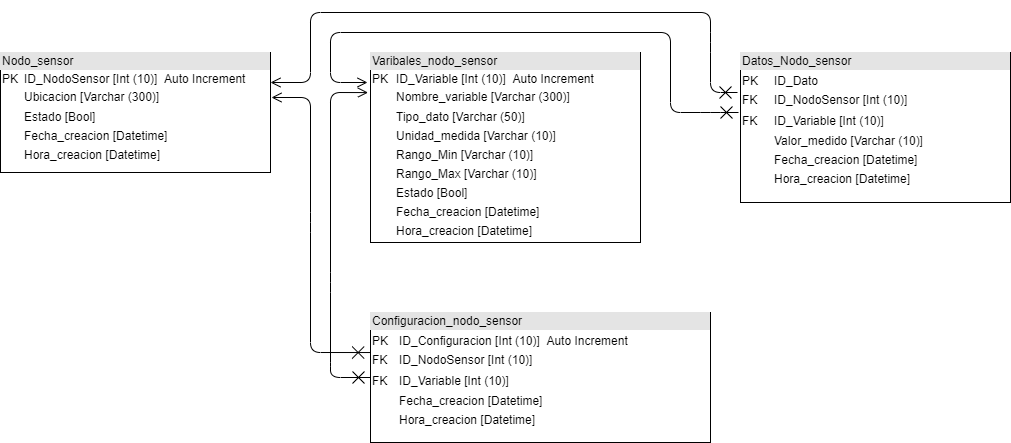 Nodo_sensor
PK ID_NodoSensor [Int (10)] Auto Increment
Ubicacion [Varchar (300)]
Estado [Bool]
Fecha_creacion [Datetime]
Hora_creacion [Datetime]
Varibales_nodo_sensor
PK ID_Variable [Int (10)] Auto Increment
Nombre_variable [Varchar (300)]
Tipo_dato [Varchar (50)]
Unidad_medida [Varchar (10)]
Rango_Min [Varchar (10)]
Rango_Max [Varchar (10)]
Estado [Bool]
Fecha_creacion [Datetime]
Hora_creacion [Datetime]
Datos_Nodo_sensor
PK ID_Dato
FK ID_NodoSensor [Int (10)]
FK ID_Variable [Int (10)]
Valor_medido [Varchar (10)]
Fecha_creacion [Datetime]
Hora_creacion [Datetime]
Configuracion_nodo_sensor
PK ID_Configuracion [Int (10)] Auto Increment
FK ID_NodoSensor [Int (10)]
FK ID_Variable [Int (10)]
Fecha_creacion [Datetime]
Hora_creacion [Datetime]